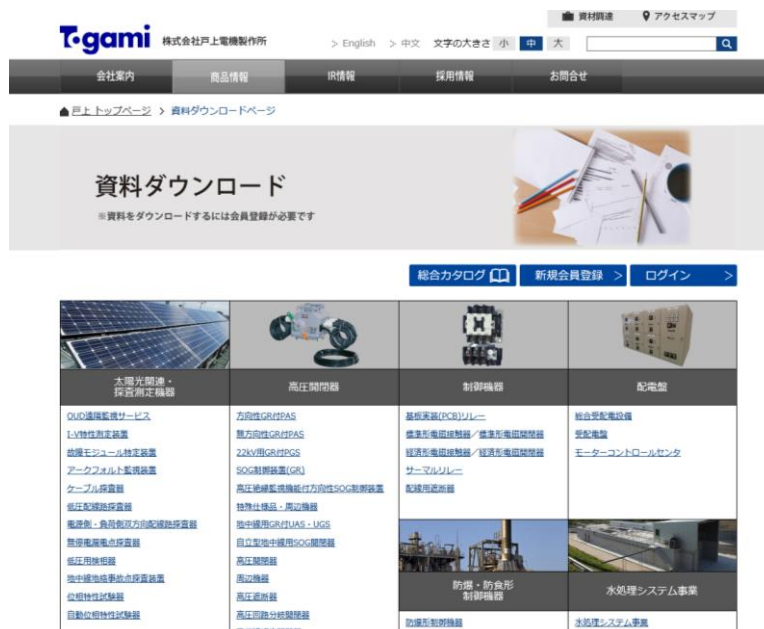 資材調達 アクセスマップ
Togami 株式会社戸上電機製作所 > English > 中文 文字の大きさ 小 中 大
会社案内 商品情報 IR情報 採用情報 お問合せ
戸上トップページ > 資料ダウンロードページ
資料ダウンロード
※資料をダウンロードするには会員登録が必要です
総合カタログ 新規会員登録 > ログイン >
太陽光関連・
探査測定機器
OUD遠隔監視サービス
I-V特性測定装置
故障モジュール特定装置
アークフォルト監視装置
ケーブル探査器
低圧配線路探査器
電源側・負荷側双方向配線路探査器
無停電漏電点探査器
低圧用検相器
地中線地絡事故点探査装置
位相特性試験器
自動位相特性試験器
高圧開閉器
方向性GR付PAS
無方向性GR付PAS
22kV用GR付PGS
SOG制御装置(GR)
高圧絶縁監視機能付方向性SOG制御装置
特殊仕様品・周辺機器
地中線用GR付UAS・UGS
自立型地中線用SOG開閉器
高圧開閉器
周辺機器
高圧遮断器
高圧回路分岐開閉器
制御機器
基板実装(PCB)リレー
標準形電磁接触器／標準形電磁開閉器
経済形電磁接触器／経済形電磁開閉器
サーマルリレー
配線用遮断器
防爆・防食形
制御機器
防爆形制御機器
配電盤
総合受配電設備
受配電盤
モーターコントロールセンタ
水処理システム事業
水処理システム事業